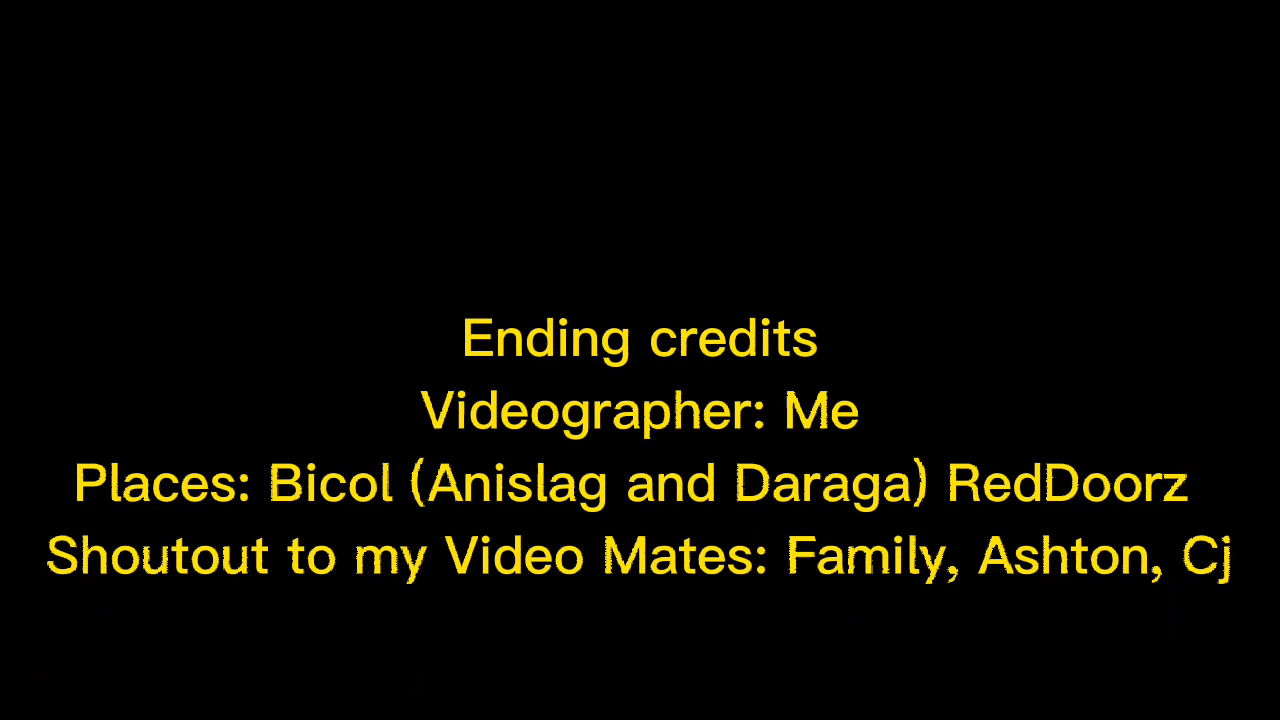 Ending credits
Videographer: Me
Places: Bicol (Anislag and Daraga) RedDoorz
Shoutout to my Video Mates: Family, Ashton, Cj